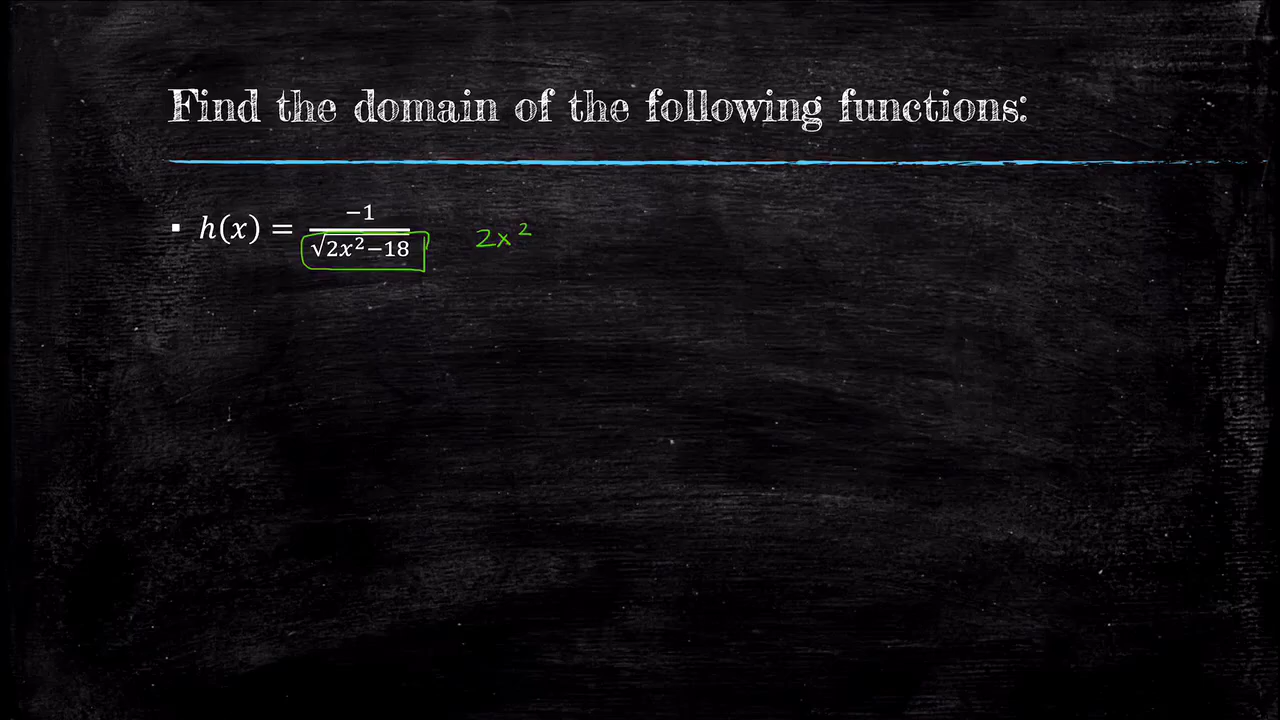 Find the domain of the following functions:
▪ h(x) = −1/√(2x²−18) 2x²